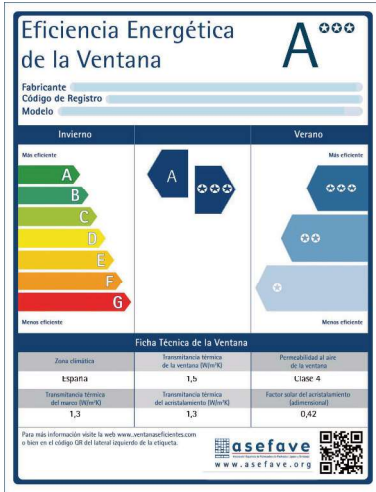 Eficiencia Energética
de la Ventana
A✪✪✪
Fabricante
Código de Registro
Modelo
Invierno
Verano
Más eficiente
Más eficiente
A
B
C
D
E
F
G
A
✪✪✪
✪✪✪
✪✪
✪
Menos eficiente
Menos eficiente
Ficha Técnica de la Ventana
Zona climática
España
Transmitancia térmica
de la ventana (W/m²K)
1,5
Permeabilidad al aire
de la ventana
Clase 4
Transmitancia térmica
del marco (W/m²K)
1,3
Transmitancia térmica
del acristalamiento (W/m²K)
1,3
Factor solar del acristalamiento
(adimensional)
0,42
Para más información visite la web www.ventanaseficientes.com
o bien en el código QR del lateral izquierdo de la etiqueta.
asefave
www.asefave.org